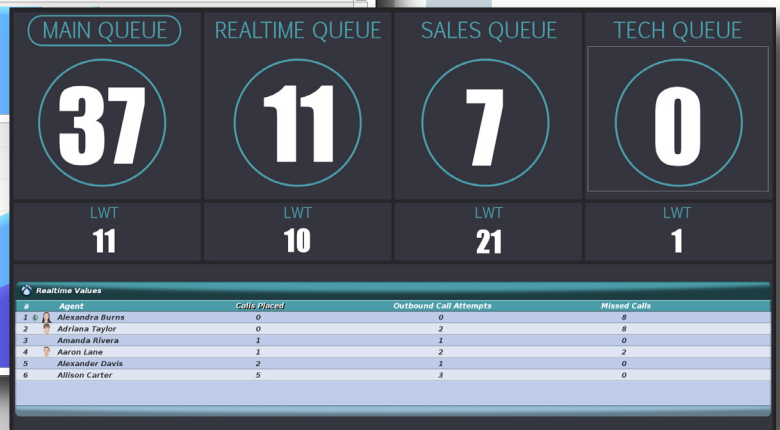 MAIN QUEUE REALTIME QUEUE SALES QUEUE TECH QUEUE
37 11 7 0
LWT LWT LWT LWT
11 10 21 1
Realtime Values
# Agent Calls Placed Outbound Call Attempts Missed Calls
1 Alexandra Burns 0 0 8
2 Adriana Taylor 0 2 8
3 Amanda Rivera 1 1 0
4 Aaron Lane 1 2 2
5 Alexander Davis 2 1 0
6 Allison Carter 5 3 0